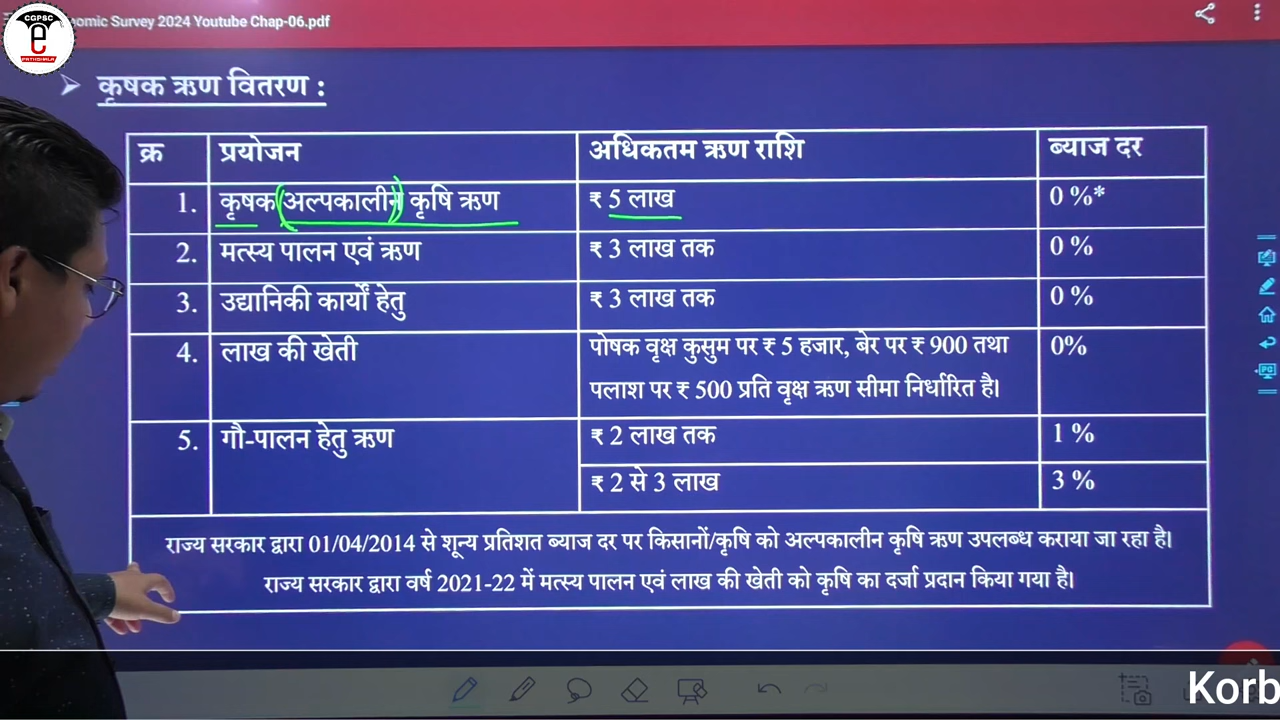 CGPSC
PATHSHALA
omic Survey 2024 Youtube Chap-06.pdf
➤ कृषक ऋण वितरण :
क्र प्रयोजन अधिकतम ऋण राशि ब्याज दर
1. कृषक (अल्पकालीन) कृषि ऋण ₹ 5 लाख 0 %*
2. मत्स्य पालन एवं ऋण ₹ 3 लाख तक 0 %
3. उद्यानिकी कार्यों हेतु ₹ 3 लाख तक 0 %
4. लाख की खेती पोषक वृक्ष कुसुम पर ₹ 5 हजार, बेर पर ₹ 900 तथा 0%
पलाश पर ₹ 500 प्रति वृक्ष ऋण सीमा निर्धारित है।
5. गौ-पालन हेतु ऋण ₹ 2 लाख तक 1 %
₹ 2 से 3 लाख 3 %
राज्य सरकार द्वारा 01/04/2014 से शून्य प्रतिशत ब्याज दर पर किसानों/कृषि को अल्पकालीन कृषि ऋण उपलब्ध कराया जा रहा है।
राज्य सरकार द्वारा वर्ष 2021-22 में मत्स्य पालन एवं लाख की खेती को कृषि का दर्जा प्रदान किया गया है।
Korb